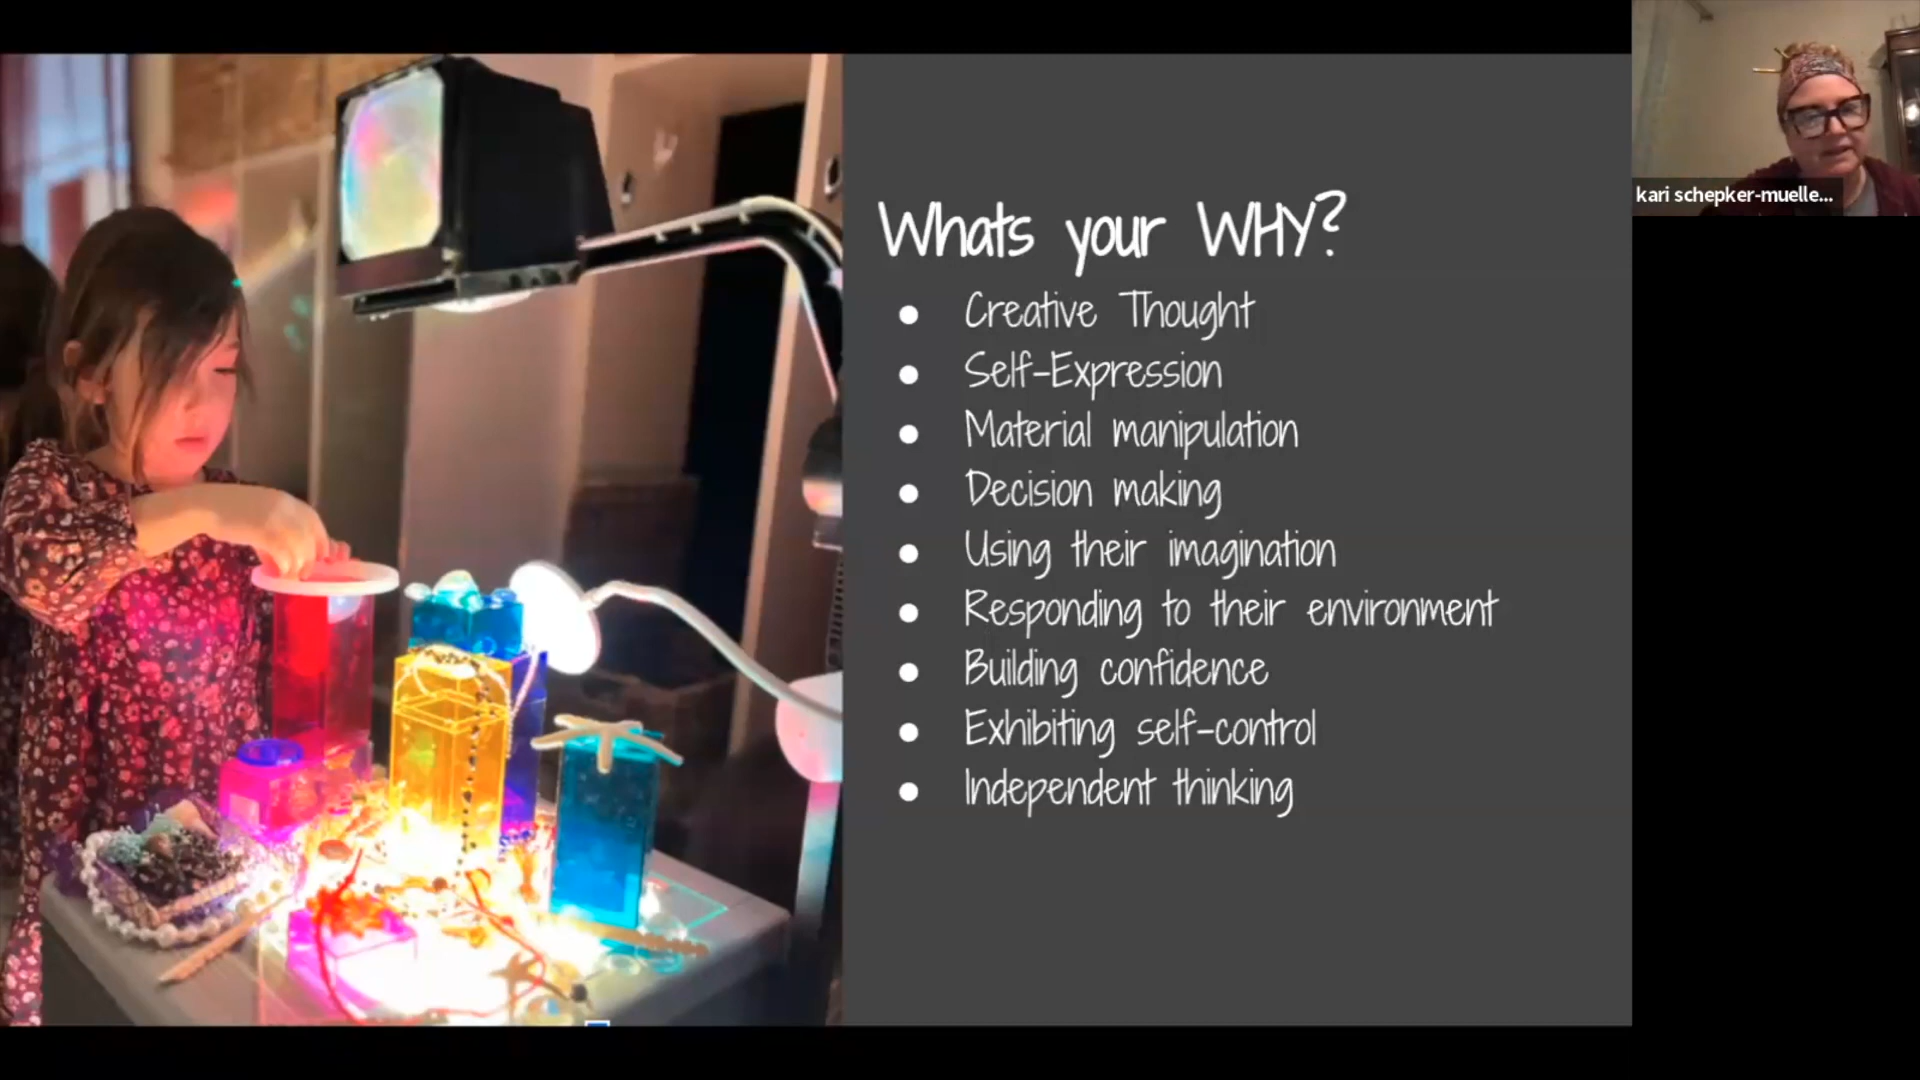 Whats your WHY?
● Creative Thought
● Self-Expression
● Material manipulation
● Decision making
● Using their imagination
● Responding to their environment
● Building confidence
● Exhibiting self-control
● Independent thinking
kari schepker-muelle...